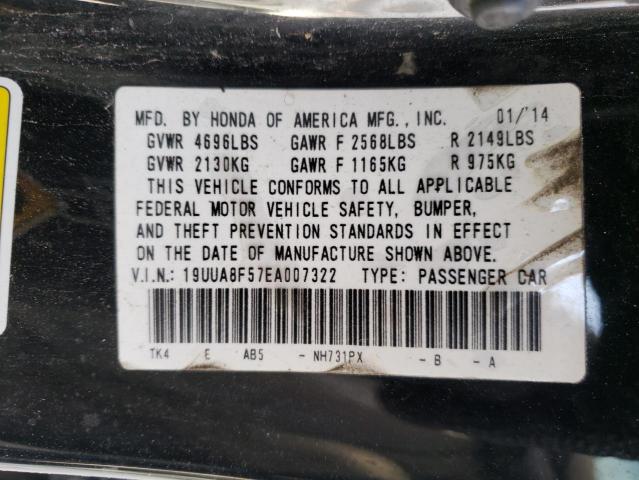 MFD. BY HONDA OF AMERICA MFG., INC. 01/'14
GVWR 4696LBS GAWR F 2568LBS R 2149LBS
GVWR 2130KG GAWR F 1165KG R 975KG
THIS VEHICLE CONFORMS TO ALL APPLICABLE
FEDERAL MOTOR VEHICLE SAFETY, BUMPER,
AND THEFT PREVENTION STANDARDS IN EFFECT
ON THE DATE OF MANUFACTURE SHOWN ABOVE.
V.I.N.: 19UUA8F57EA007322 TYPE: PASSENGER CAR
TK4 E AB5 - NH731PX - B - A